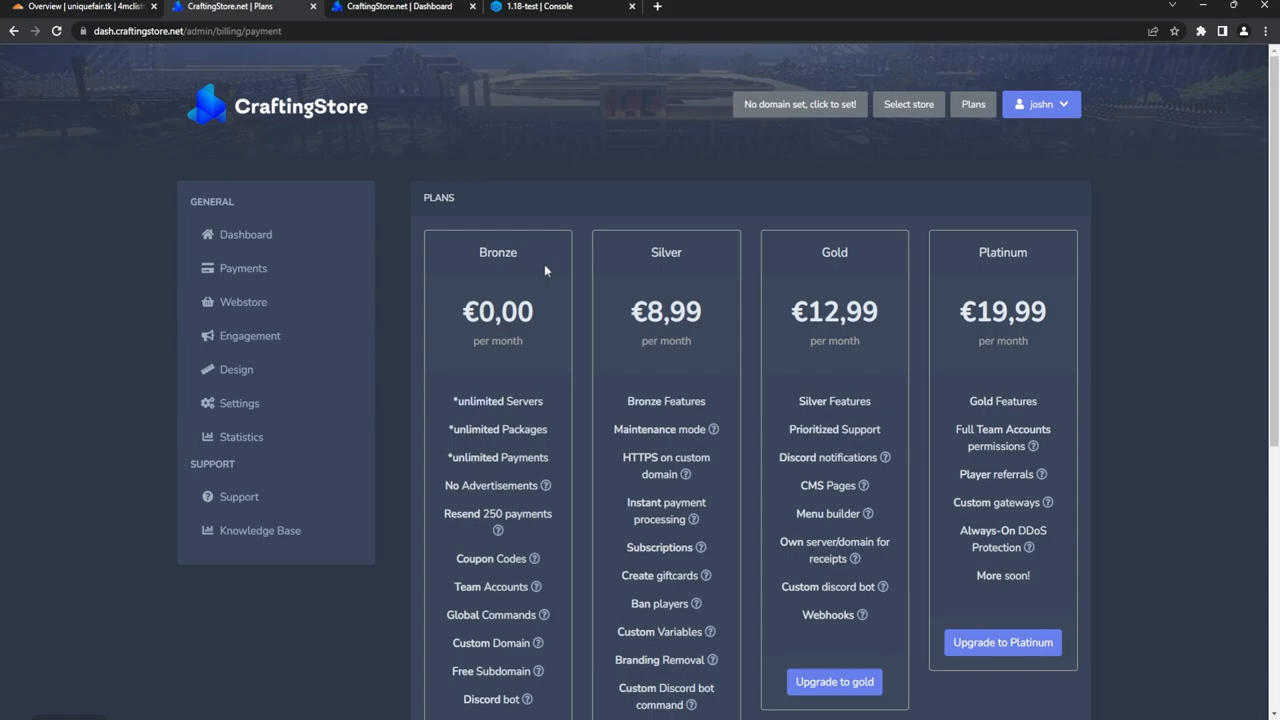 Overview | uniquefair.tk | 4mclist
CraftingStore.net | Plans
CraftingStore.net | Dashboard
1.18-test | Console
dash.craftingstore.net/admin/billing/payment
CraftingStore
No domain set, click to set!
Select store
Plans
joshn
GENERAL
Dashboard
Payments
Webstore
Engagement
Design
Settings
Statistics
SUPPORT
Support
Knowledge Base
PLANS
Bronze
€0,00
per month
*unlimited Servers
*unlimited Packages
*unlimited Payments
No Advertisements
Resend 250 payments
Coupon Codes
Team Accounts
Global Commands
Custom Domain
Free Subdomain
Discord bot
Silver
€8,99
per month
Bronze Features
Maintenance mode
HTTPS on custom
domain
Instant payment
processing
Subscriptions
Create giftcards
Ban players
Custom Variables
Branding Removal
Custom Discord bot
command
Gold
€12,99
per month
Silver Features
Prioritized Support
Discord notifications
CMS Pages
Menu builder
Own server/domain for
receipts
Custom discord bot
Webhooks
Upgrade to gold
Platinum
€19,99
per month
Gold Features
Full Team Accounts
permissions
Player referrals
Custom gateways
Always-On DDoS
Protection
More soon!
Upgrade to Platinum